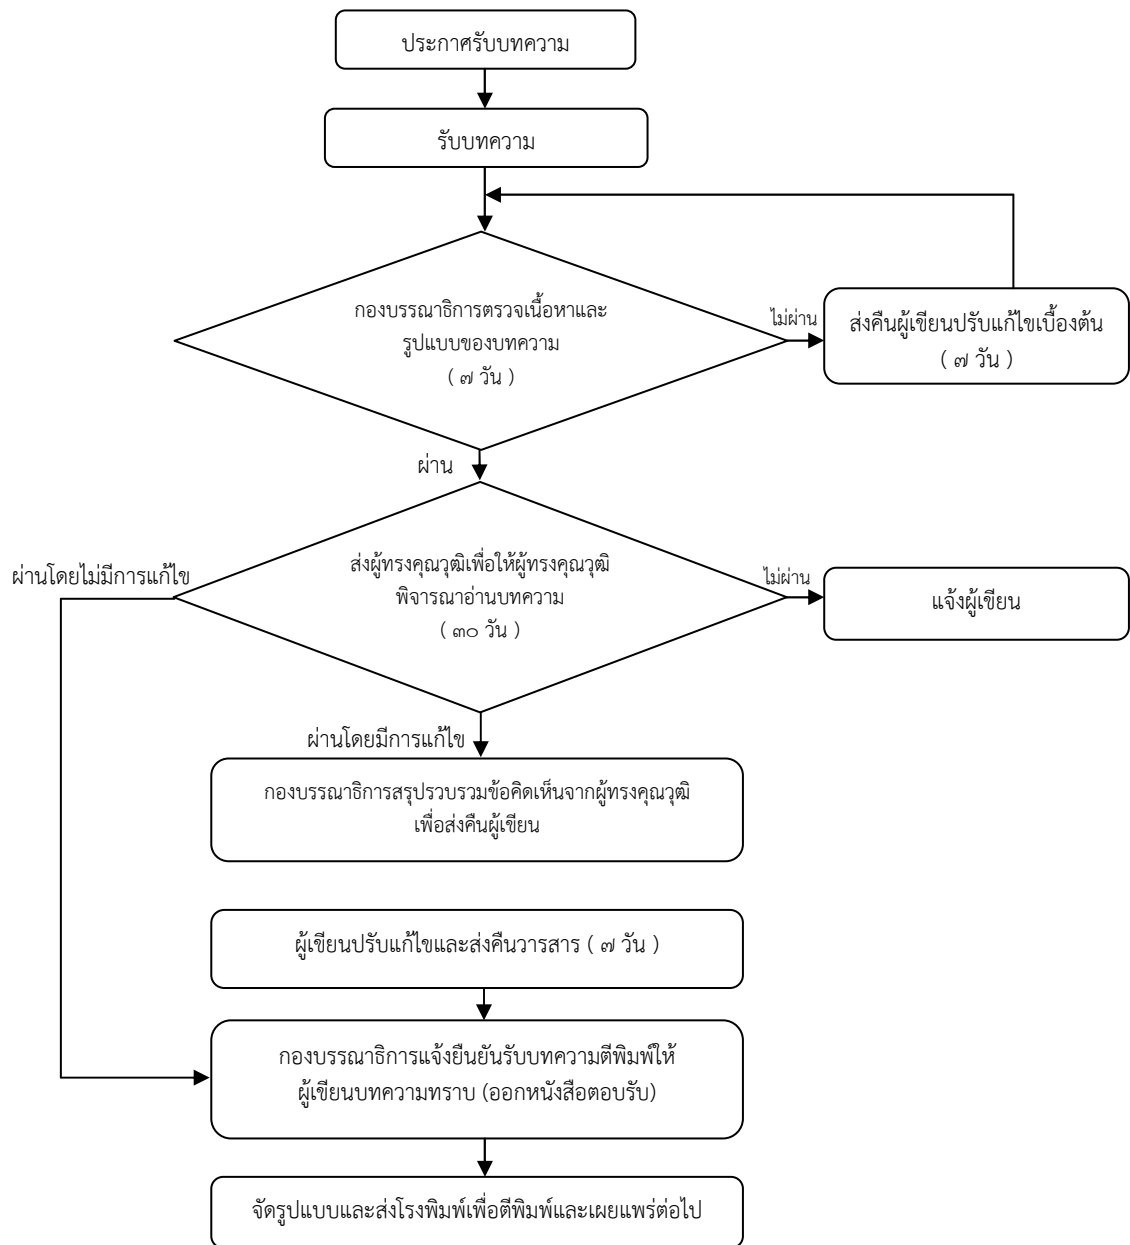 ประกาศรับบทความ
รับบทความ
กองบรรณาธิการตรวจเนื้อหาและ
รูปแบบของบทความ
( ๗ วัน )
ไม่ผ่าน
ส่งคืนผู้เขียนปรับแก้ไขเบื้องต้น
( ๗ วัน )
ผ่าน
ส่งผู้ทรงคุณวุฒิเพื่อให้ผู้ทรงคุณวุฒิ
พิจารณาอ่านบทความ
( ๓๐ วัน )
ผ่านโดยไม่มีการแก้ไข
ไม่ผ่าน
แจ้งผู้เขียน
ผ่านโดยมีการแก้ไข
กองบรรณาธิการสรุปรวบรวมข้อคิดเห็นจากผู้ทรงคุณวุฒิ
เพื่อส่งคืนผู้เขียน
ผู้เขียนปรับแก้ไขและส่งคืนวารสาร ( ๗ วัน )
กองบรรณาธิการแจ้งยืนยันรับบทความตีพิมพ์ให้
ผู้เขียนบทความทราบ (ออกหนังสือตอบรับ)
จัดรูปแบบและส่งโรงพิมพ์เพื่อตีพิมพ์และเผยแพร่ต่อไป